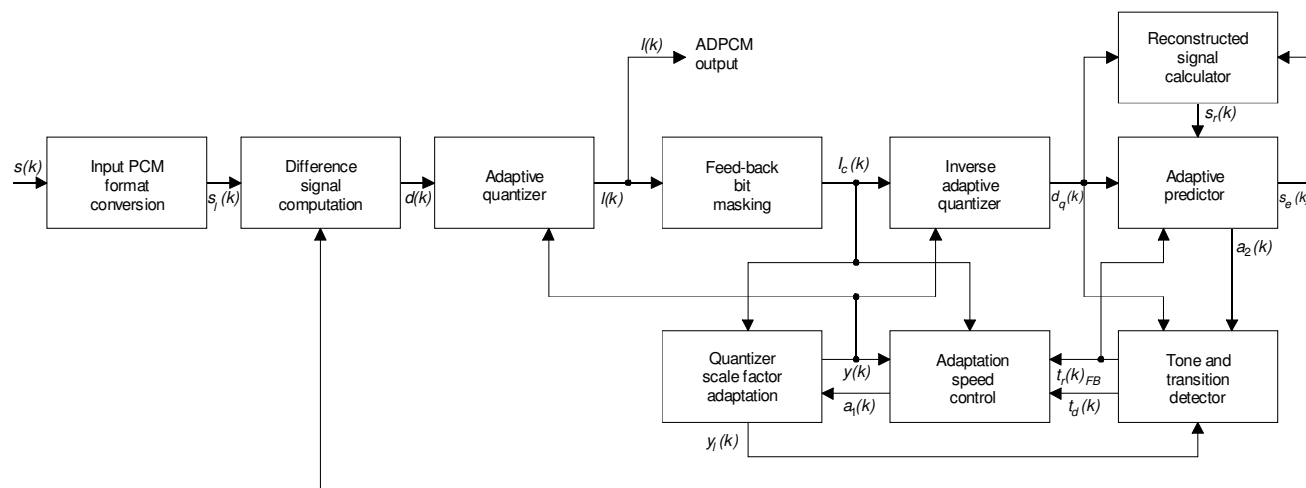 I(k)
ADPCM
output
Reconstructed
signal
calculator
s_r(k)
s(k)
Input PCM
format
conversion
s_l(k)
Difference
signal
computation
d(k)
Adaptive
quantizer
I(k)
Feed-back
bit
masking
I_c(k)
Inverse
adaptive
quantizer
d_q(k)
Adaptive
predictor
s_e(k)
a_2(k)
Quantizer
scale factor
adaptation
y(k)
a_1(k)
Adaptation
speed
control
t_r(k)_FB
t_d(k)
Tone and
transition
detector
y_l(k)